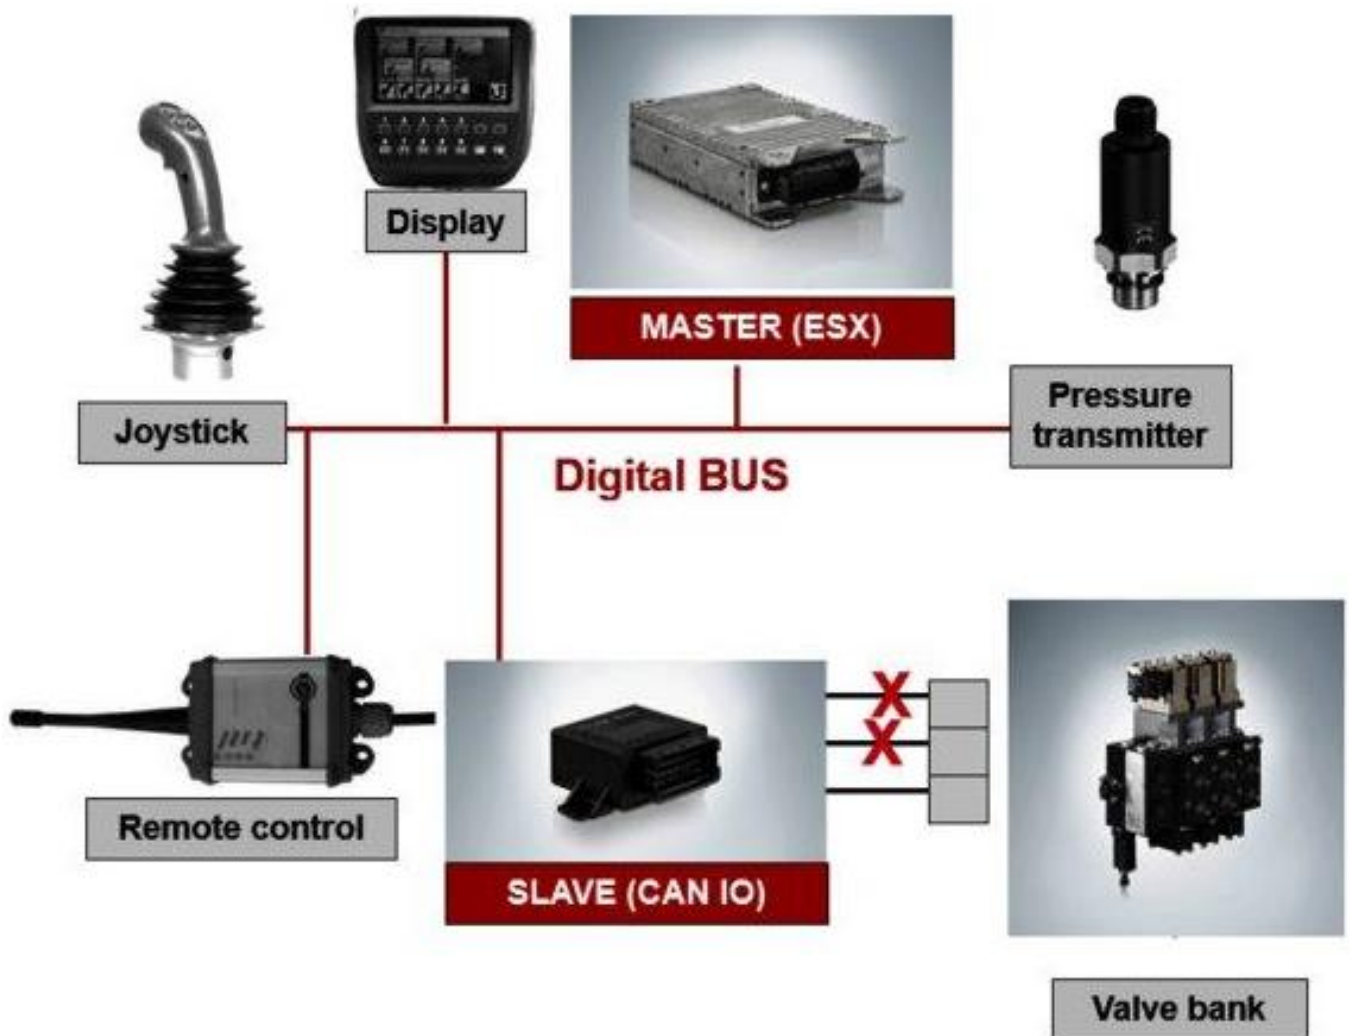 Display
MASTER (ESX)
Joystick
Pressure
transmitter
Digital BUS
X
X
Remote control
SLAVE (CAN IO)
Valve bank